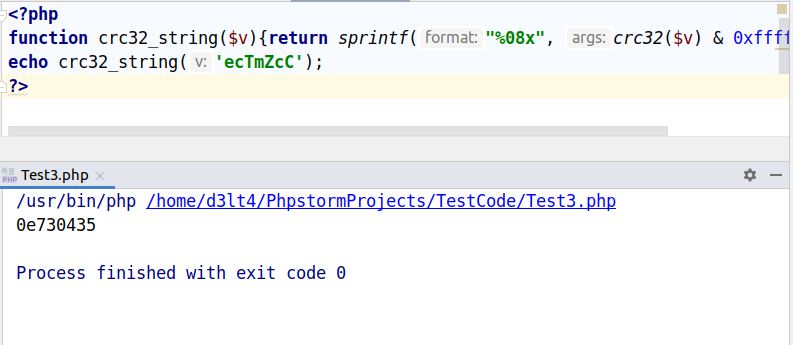 <?php
function crc32_string($v){return sprintf( format: "%08x", args: crc32($v) & 0xffff
echo crc32_string( v: 'ecTmZcC');
?>
Test3.php
/usr/bin/php /home/d3lt4/PhpstormProjects/TestCode/Test3.php
0e730435
Process finished with exit code 0